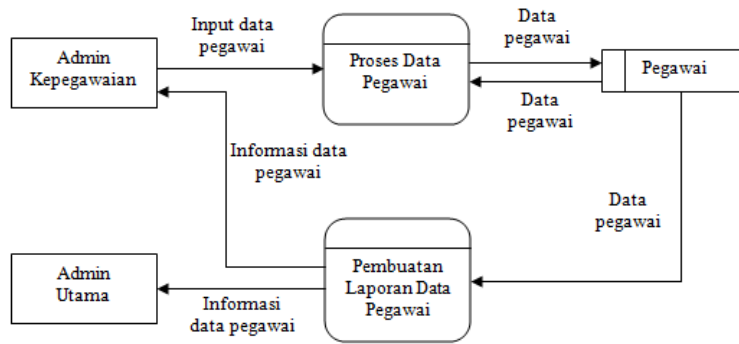 Input data
pegawai
Data
pegawai
Admin
Kepegawaian
Proses Data
Pegawai
Pegawai
Data
pegawai
Informasi data
pegawai
Data
pegawai
Admin
Utama
Pembuatan
Laporan Data
Pegawai
Informasi
data pegawai